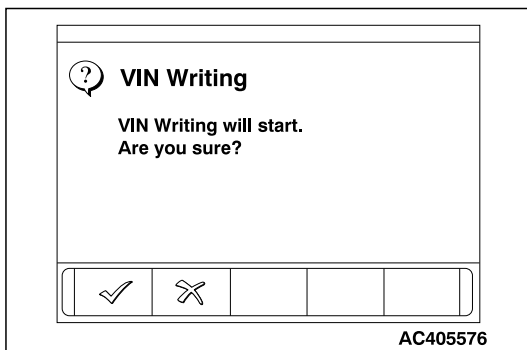 ?
VIN Writing
VIN Writing will start.
Are you sure?
AC405576